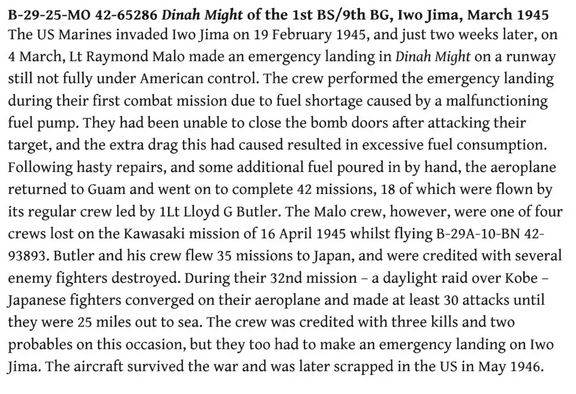 B-29-25-MO 42-65286 Dinah Might of the 1st BS/9th BG, Iwo Jima, March 1945
The US Marines invaded Iwo Jima on 19 February 1945, and just two weeks later, on
4 March, Lt Raymond Malo made an emergency landing in Dinah Might on a runway
still not fully under American control. The crew performed the emergency landing
during their first combat mission due to fuel shortage caused by a malfunctioning
fuel pump. They had been unable to close the bomb doors after attacking their
target, and the extra drag this had caused resulted in excessive fuel consumption.
Following hasty repairs, and some additional fuel poured in by hand, the aeroplane
returned to Guam and went on to complete 42 missions, 18 of which were flown by
its regular crew led by 1Lt Lloyd G Butler. The Malo crew, however, were one of four
crews lost on the Kawasaki mission of 16 April 1945 whilst flying B-29A-10-BN 42-
93893. Butler and his crew flew 35 missions to Japan, and were credited with several
enemy fighters destroyed. During their 32nd mission – a daylight raid over Kobe –
Japanese fighters converged on their aeroplane and made at least 30 attacks until
they were 25 miles out to sea. The crew was credited with three kills and two
probables on this occasion, but they too had to make an emergency landing on Iwo
Jima. The aircraft survived the war and was later scrapped in the US in May 1946.